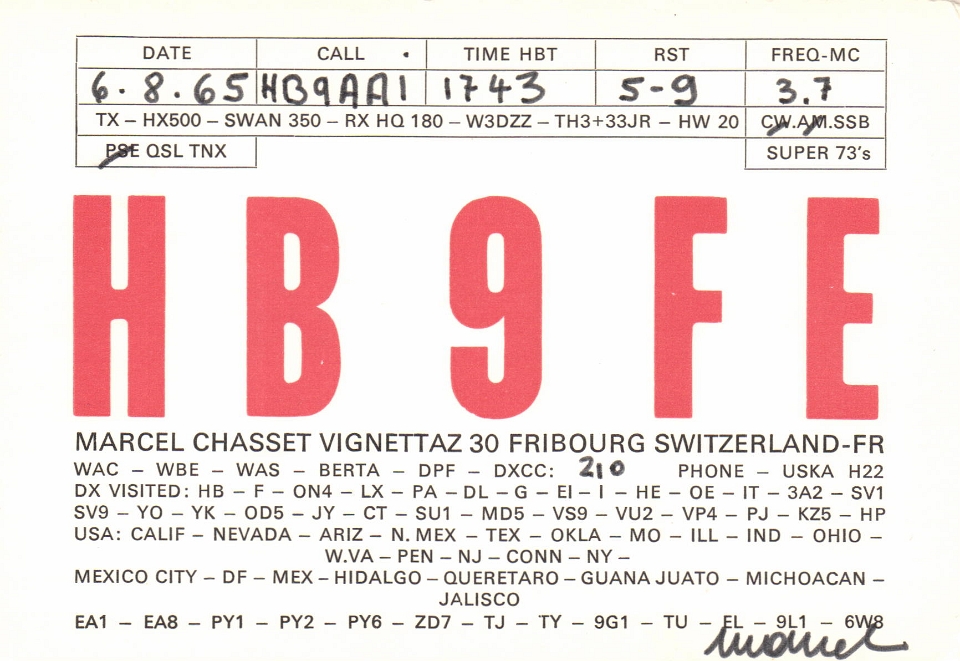 DATE CALL TIME HBT RST FREQ-MC
6.8.65 HB9AAI 1743 5-9 3.7
TX – HX500 – SWAN 350 – RX HQ 180 – W3DZZ – TH3+33JR – HW 20 CW.AM.SSB
PSE QSL TNX SUPER 73's
HB9FE
MARCEL CHASSET VIGNETTAZ 30 FRIBOURG SWITZERLAND-FR
WAC – WBE – WAS – BERTA – DPF – DXCC: 210 PHONE – USKA H22
DX VISITED: HB – F – ON4 – LX – PA – DL – G – EI – I – HE – OE – IT – 3A2 – SV1
SV9 – YO – YK – OD5 – JY – CT – SU1 – MD5 – VS9 – VU2 – VP4 – PJ – KZ5 – HP
USA: CALIF – NEVADA – ARIZ – N. MEX – TEX – OKLA – MO – ILL – IND – OHIO –
W.VA – PEN – NJ – CONN – NY –
MEXICO CITY – DF – MEX – HIDALGO – QUERETARO – GUANA JUATO – MICHOACAN –
JALISCO
EA1 – EA8 – PY1 – PY2 – PY6 – ZD7 – TJ – TY – 9G1 – TU – EL – 9L1 – 6W8
Marcel